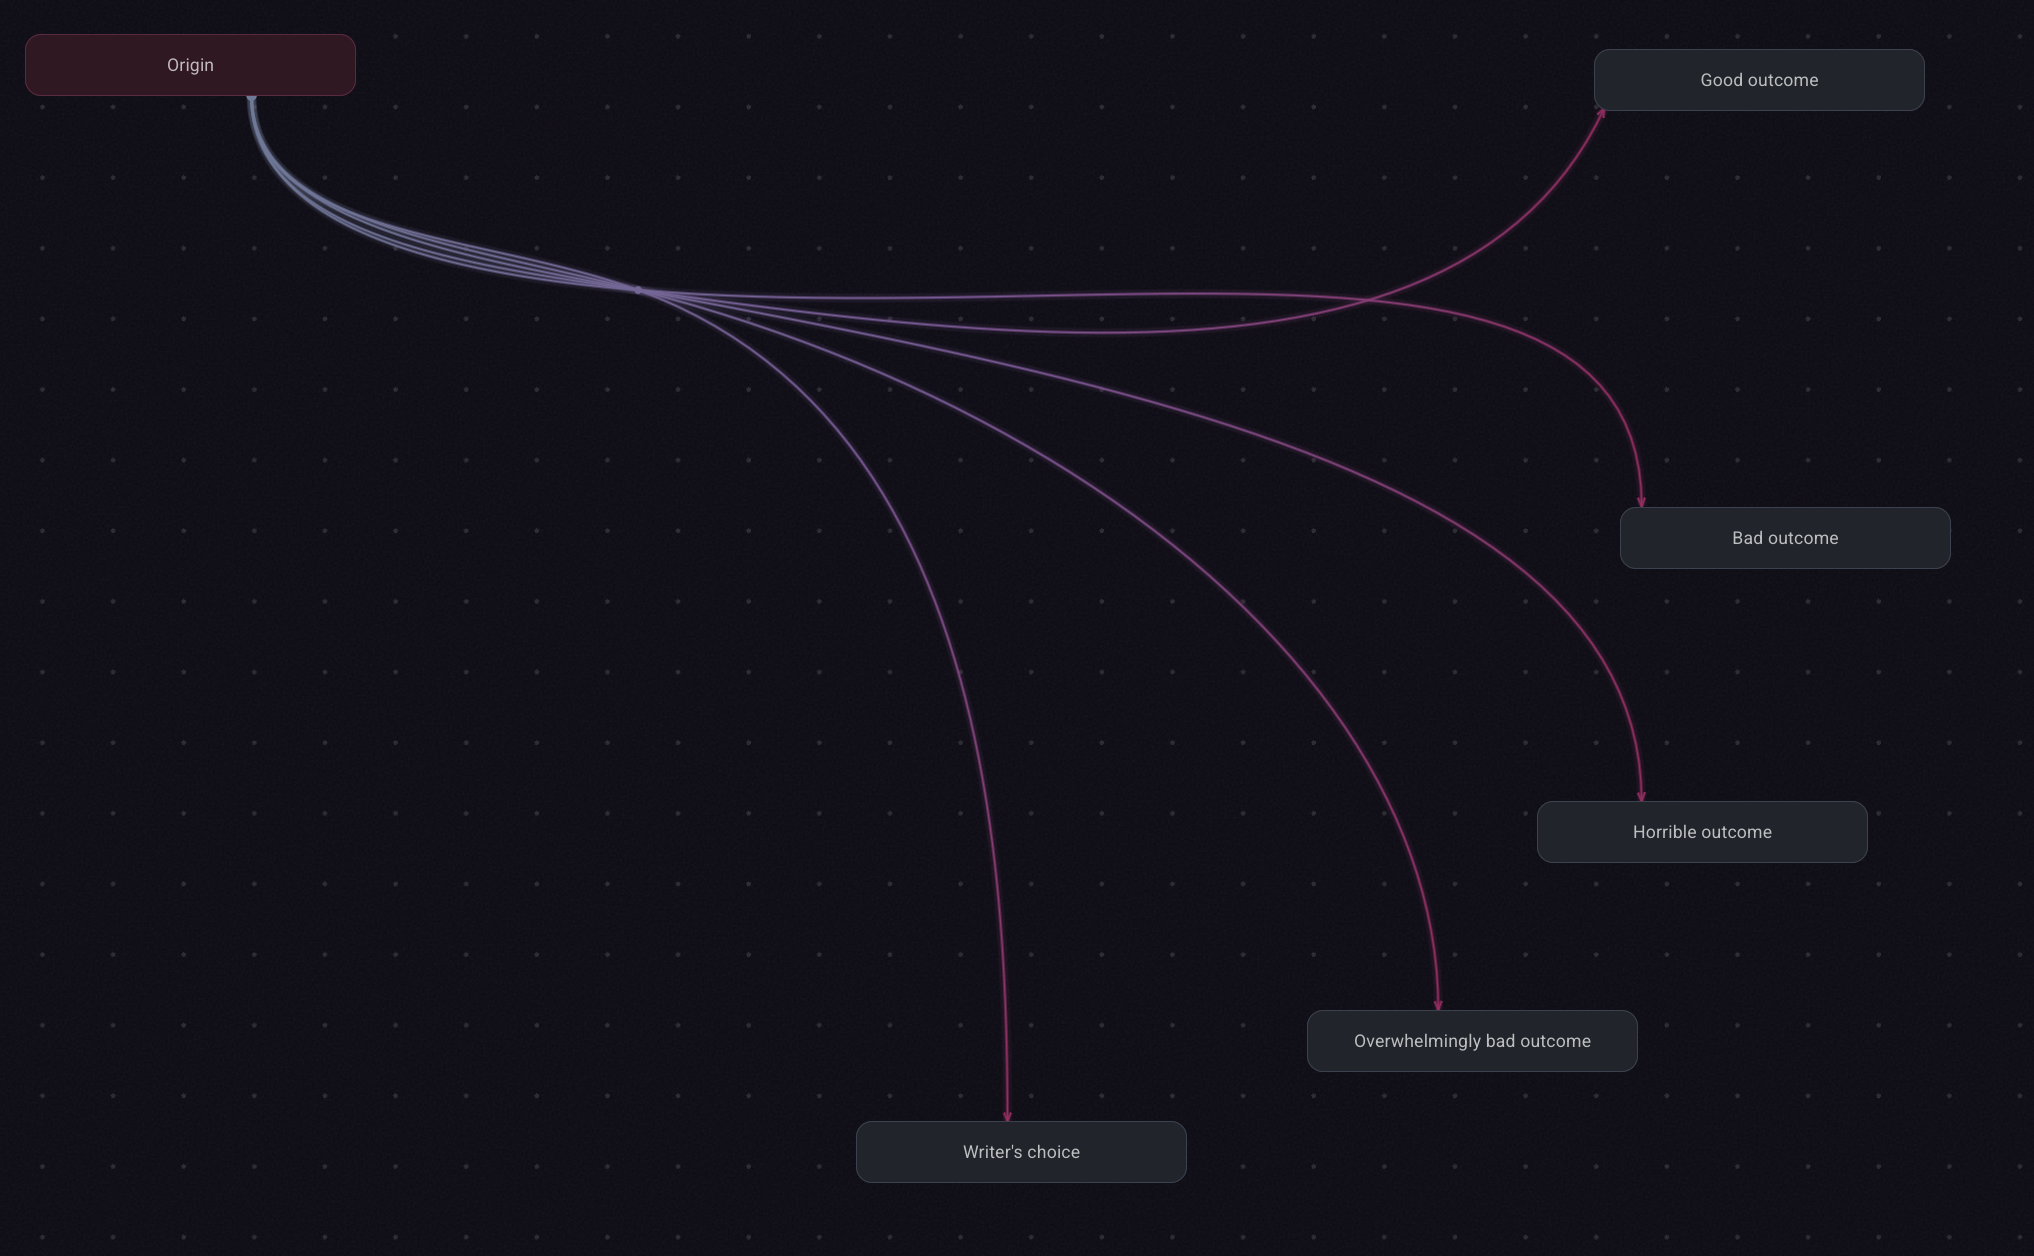 Origin
Good outcome
Bad outcome
Horrible outcome
Overwhelmingly bad outcome
Writer's choice